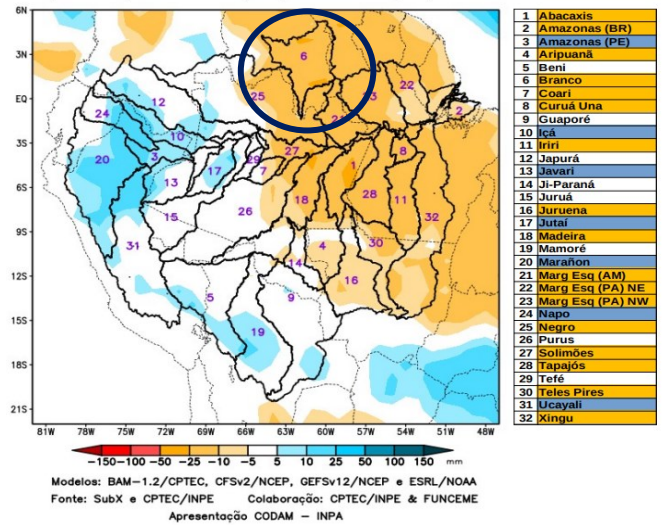 6N
3N
EQ
3S
6S
9S
12S
15S
18S
21S
81W 78W 75W 72W 69W 66W 63W 60W 57W 54W 51W 48W
6
25
12
24
22
2
10
27
8
3
20
17
29
7
1
13
18
28
11
15
26
32
31
4
30
14
16
5
9
19
-150 -100 -50 -25 -10 -5 5 10 25 50 100 150 mm
Modelos: BAM-1.2/CPTEC, CFSv2/NCEP, GEFSv12/NCEP e ESRL/NOAA
Fonte: SubX e CPTEC/INPE Colaboração: CPTEC/INPE & FUNCEME
Apresentação CODAM - INPA
1 Abacaxis
2 Amazonas (BR)
3 Amazonas (PE)
4 Aripuanã
5 Beni
6 Branco
7 Coari
8 Curuá Una
9 Guaporé
10 Içá
11 Iriri
12 Japurá
13 Javari
14 Ji-Paraná
15 Juruá
16 Juruena
17 Jutaí
18 Madeira
19 Mamoré
20 Marañon
21 Marg Esq (AM)
22 Marg Esq (PA) NE
23 Marg Esq (PA) NW
24 Napo
25 Negro
26 Purus
27 Solimões
28 Tapajós
29 Tefé
30 Teles Pires
31 Ucayali
32 Xingu